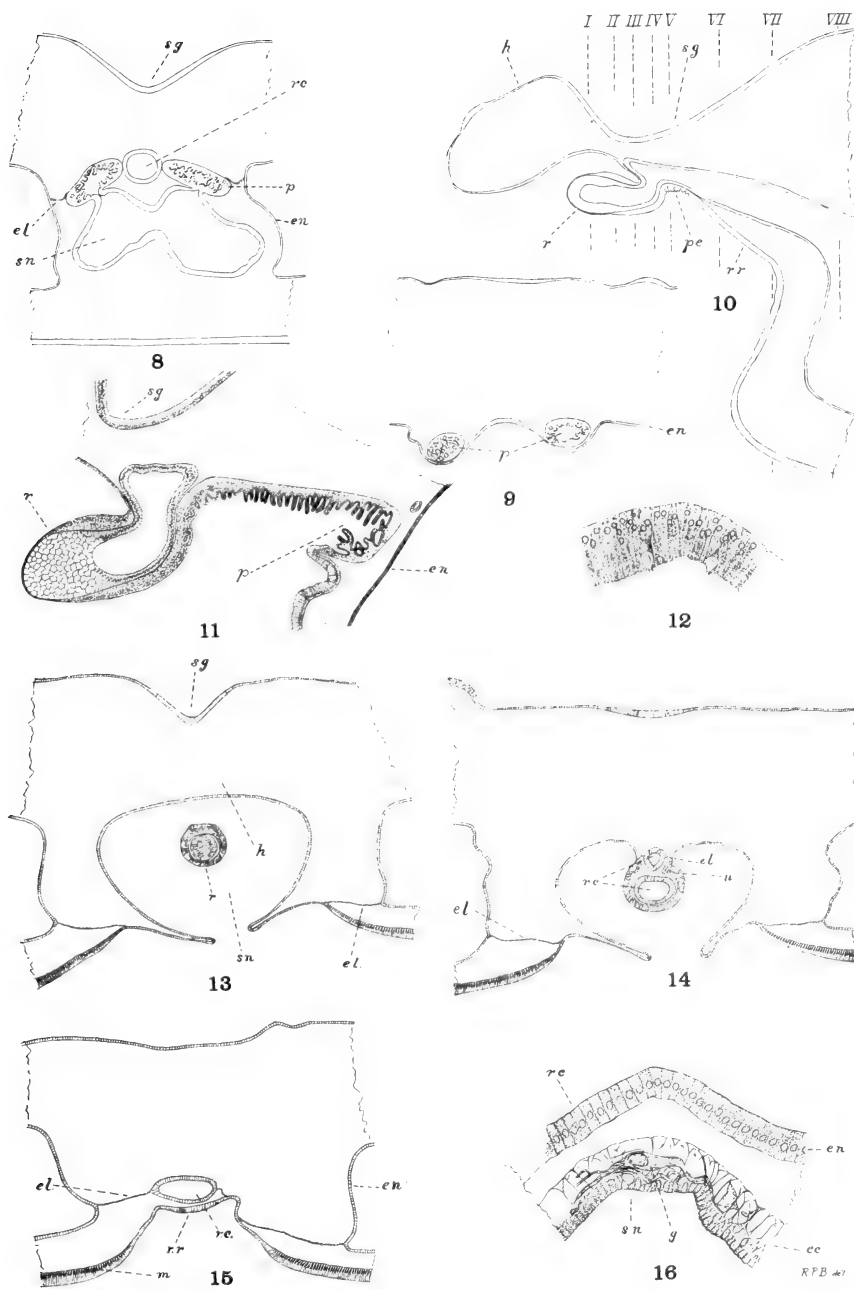 sg
rc
p
el
en
sn
8
I II III IV V VI VII VIII
h
sg
r
pe
rr
10
p
en
9
sg
r
p
en
11
12
sg
h
r
sn
el.
13
el
rc
u
el
14
el
en
rr
rc.
m
15
rc
en
sn
g
ec
16
RPB del